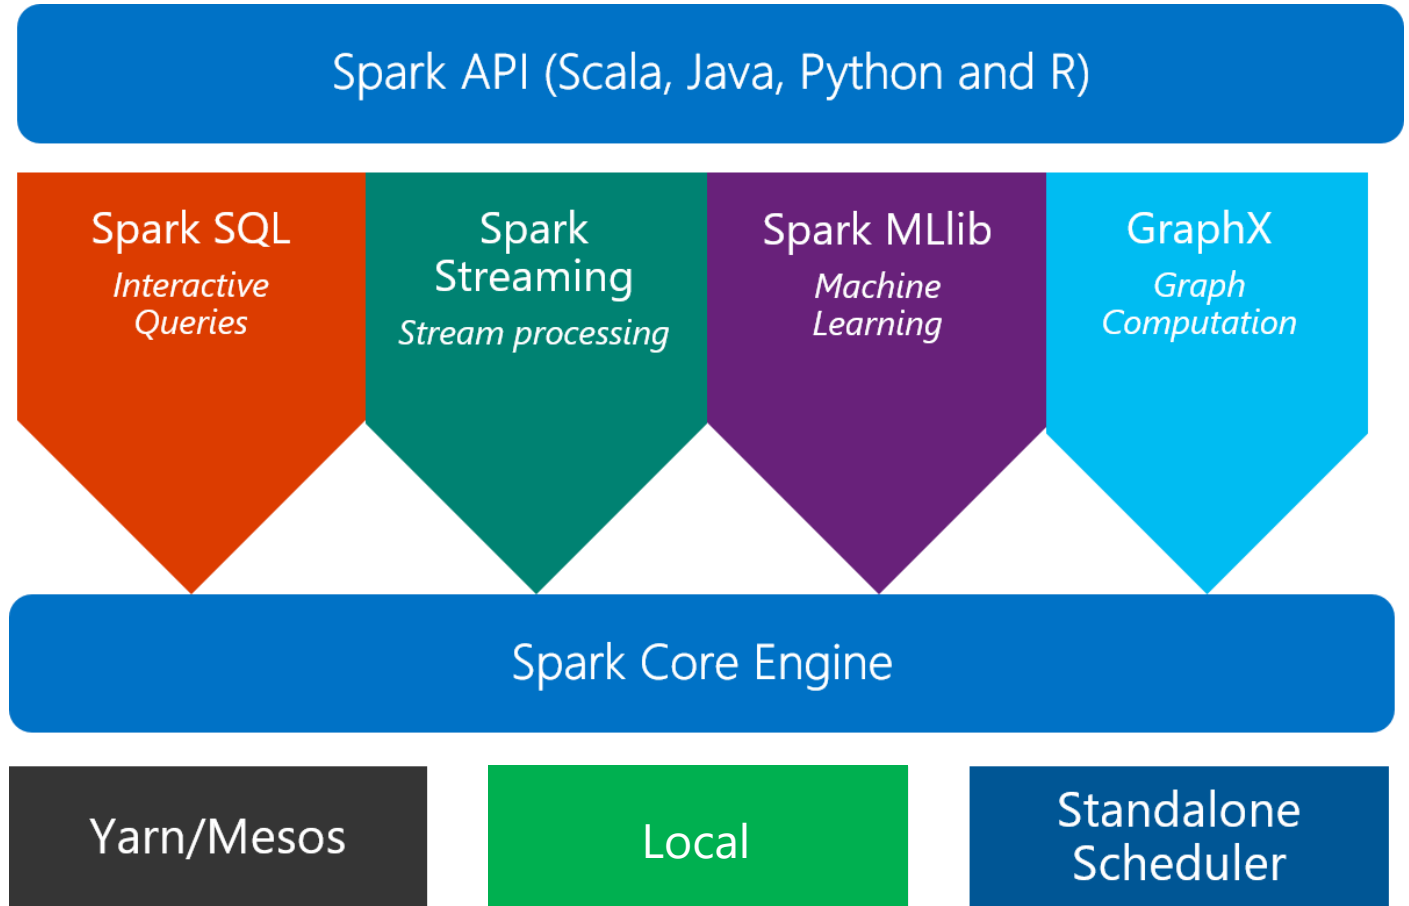 Spark API (Scala, Java, Python and R)
Spark SQL
Interactive
Queries
Spark
Streaming
Stream processing
Spark MLlib
Machine
Learning
GraphX
Graph
Computation
Spark Core Engine
Yarn/Mesos
Local
Standalone
Scheduler